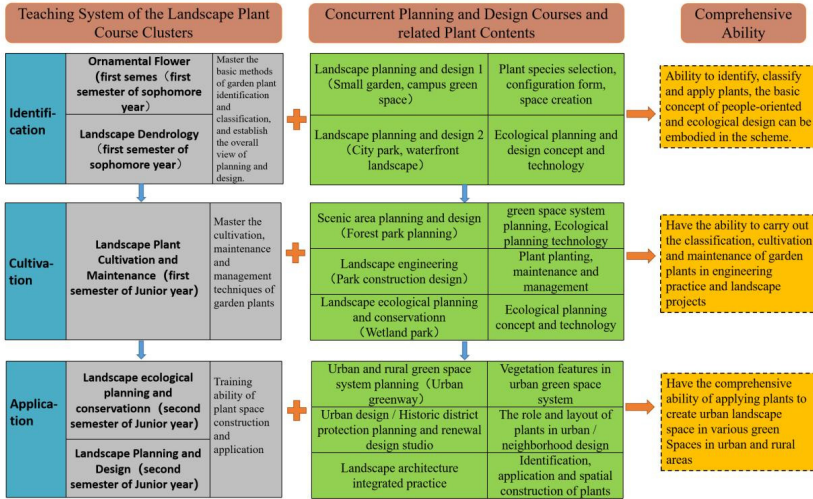 Teaching System of the Landscape Plant
Course Clusters
Concurrent Planning and Design Courses and
related Plant Contents
Comprehensive
Ability
Identifi-
cation
Ornamental Flower
(first semes（first
semester of sophomore
year）
Landscape Dendrology
（first semester of
sophomore year）
Master the
basic methods
of garden plant
identification
and
classification,
and establish
the overall
view of
planning and
design.
Landscape planning and design 1
（Small garden, campus green
space）
Plant species selection,
configuration form,
space creation
Landscape planning and design 2
（City park, waterfront
landscape）
Ecological planning and
design concept and
technology
Ability to identify, classify
and apply plants, the basic
concept of people-oriented
and ecological design can be
embodied in the scheme.
Cultiva-
tion
Landscape Plant
Cultivation and
Maintenance（first
semester of Junior year）
Master the
cultivation,
maintenance
and
management
techniques of
garden plants
Scenic area planning and design
（Forest park planning）
green space system
planning, Ecological
planning technology
Landscape engineering
（Park construction design）
Plant planting,
maintenance and
management
Landscape ecological planning
and conservationn
（Wetland park）
Ecological planning
concept and technology
Have the ability to carry out
the classification, cultivation
and maintenance of garden
plants in engineering
practice and landscape
projects
Applica-
tion
Landscape ecological
planning and
conservationn（second
semester of Junior year）
Landscape Planning and
Design（second
semester of Junior year）
Training
ability of
plant space
construction
and
application
Urban and rural green space
system planning（Urban
greenway）
Vegetation features in
urban green space
system
Urban design / Historic district
protection planning and renewal
design studio
The role and layout of
plants in urban /
neighborhood design
Landscape architecture
integrated practice
Identification,
application and spatial
construction of plants
Have the comprehensive
ability of applying plants to
create urban landscape
space in various green
Spaces in urban and rural
areas